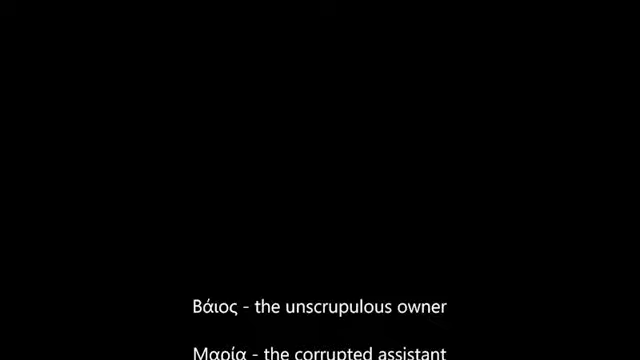 Βάιος - the unscrupulous owner
Μαρία - the corrupted assistant